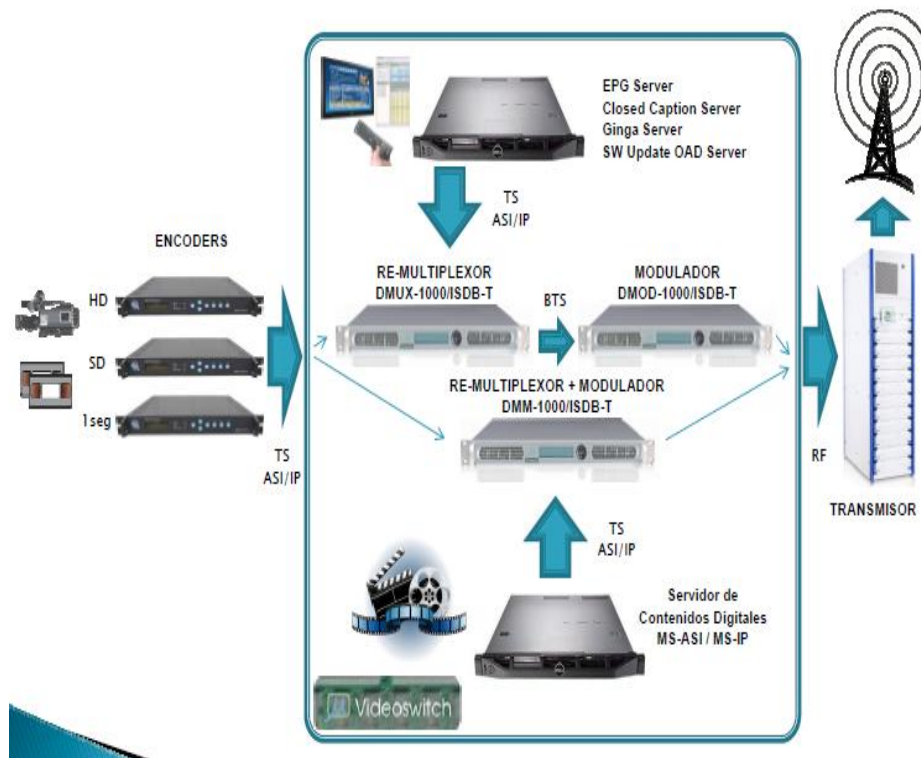 EPG Server
Closed Caption Server
Ginga Server
SW Update OAD Server
TS
ASI/IP
ENCODERS
HD
SD
1seg
TS
ASI/IP
RE-MULTIPLEXOR
DMUX-1000/ISDB-T
BTS
MODULADOR
DMOD-1000/ISDB-T
RE-MULTIPLEXOR + MODULADOR
DMM-1000/ISDB-T
RF
TRANSMISOR
TS
ASI/IP
Servidor de
Contenidos Digitales
MS-ASI / MS-IP
Videoswitch